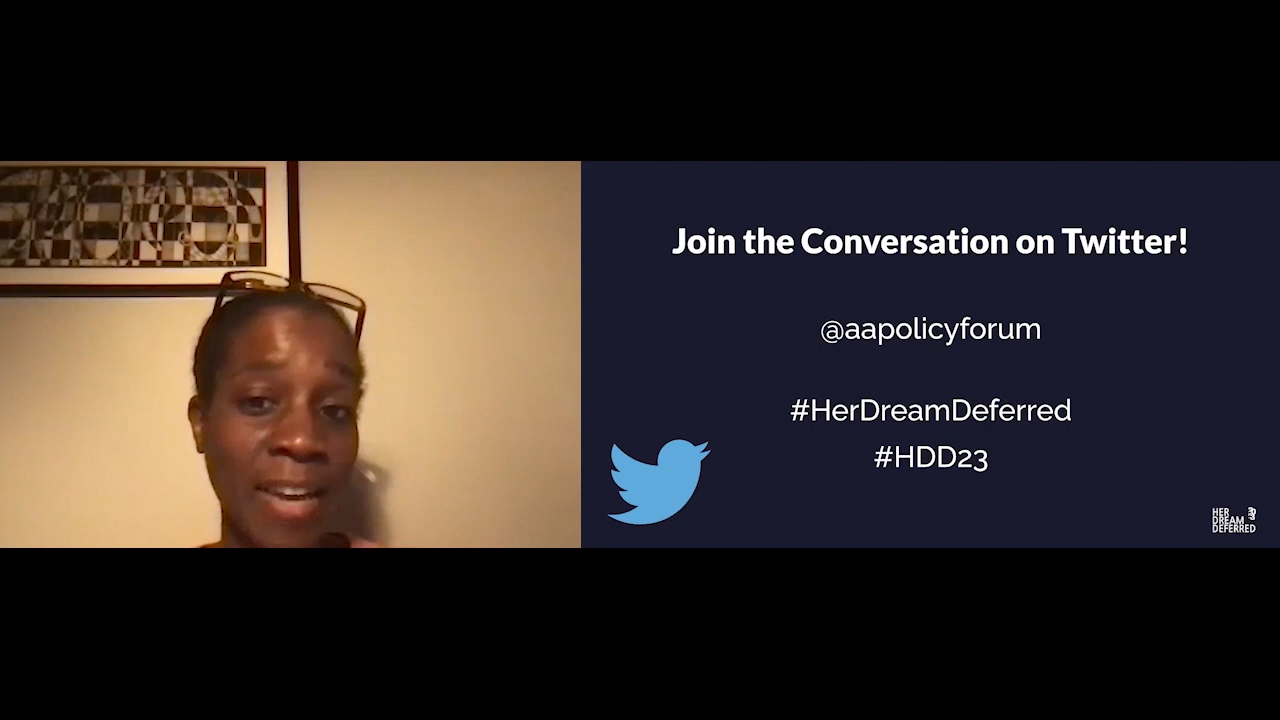 Join the Conversation on Twitter!
@aapolicyforum
#HerDreamDeferred
#HDD23
HER
DREAM
DEFERRED